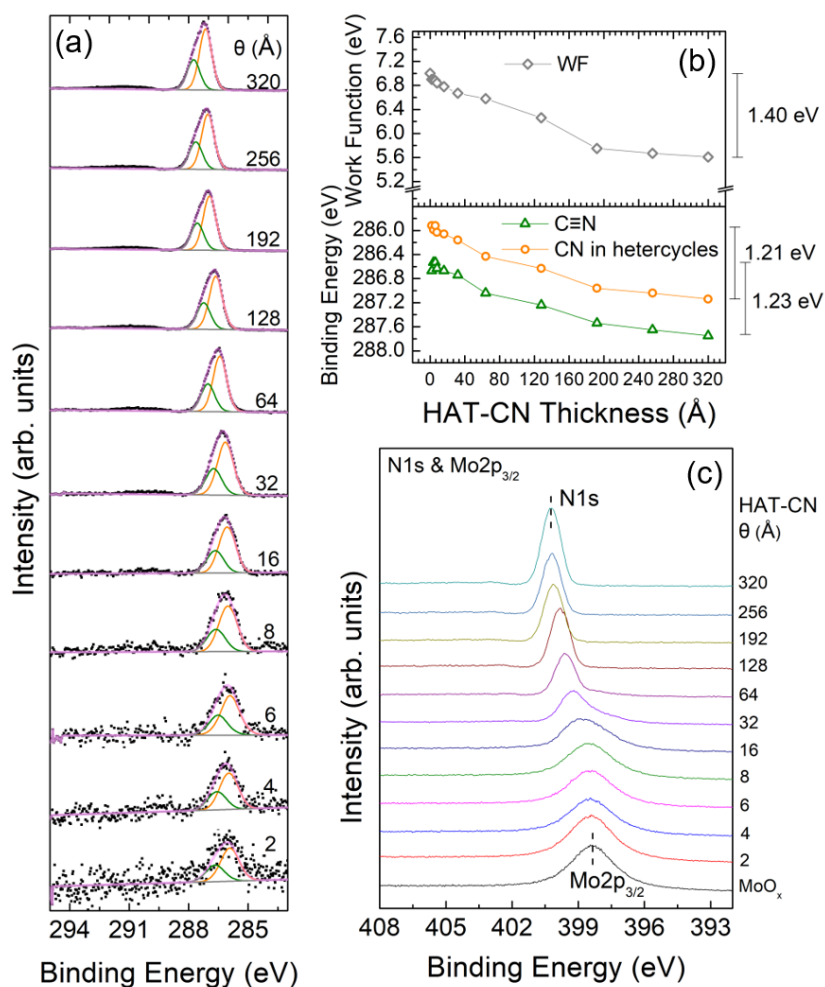 (a)
θ (Å)
320
256
192
128
64
32
16
8
6
4
2
294 291 288 285
Binding Energy (eV)
Intensity (arb. units)
(b)
WF
7.6
7.2
6.8
6.4
6.0
5.6
5.2
Work Function (eV)
1.40 eV
C≡N
CN in hetercycles
286.0
286.4
286.8
287.2
287.6
288.0
Binding Energy (eV)
1.21 eV
1.23 eV
0 40 80 120 160 200 240 280 320
HAT-CN Thickness (Å)
(c)
N1s & Mo2p3/2
N1s
HAT-CN
θ (Å)
320
256
192
128
64
32
16
8
6
4
2
MoOx
Mo2p3/2
408 405 402 399 396 393
Binding Energy (eV)
Intensity (arb. units)